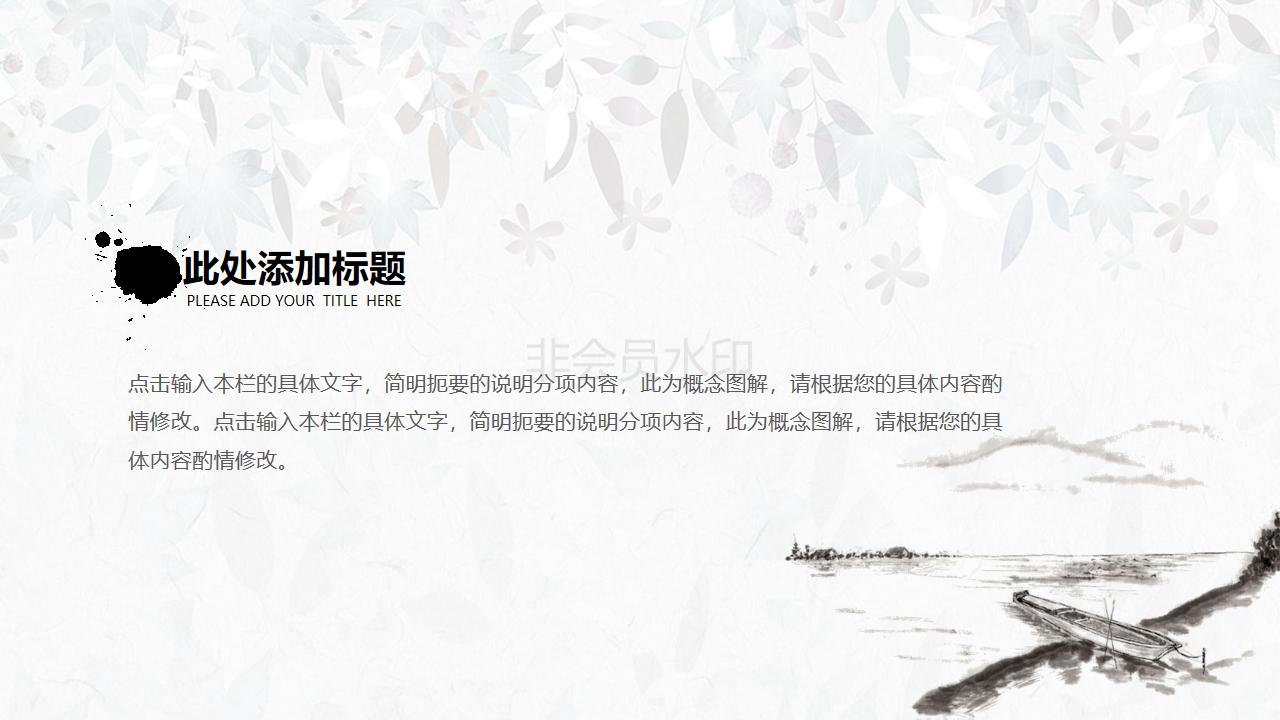 此处添加标题
PLEASE ADD YOUR TITLE HERE
非会员水印
点击输入本栏的具体文字，简明扼要的说明分项内容，此为概念图解，请根据您的具体内容酌
情修改。点击输入本栏的具体文字，简明扼要的说明分项内容，此为概念图解，请根据您的具
体内容酌情修改。